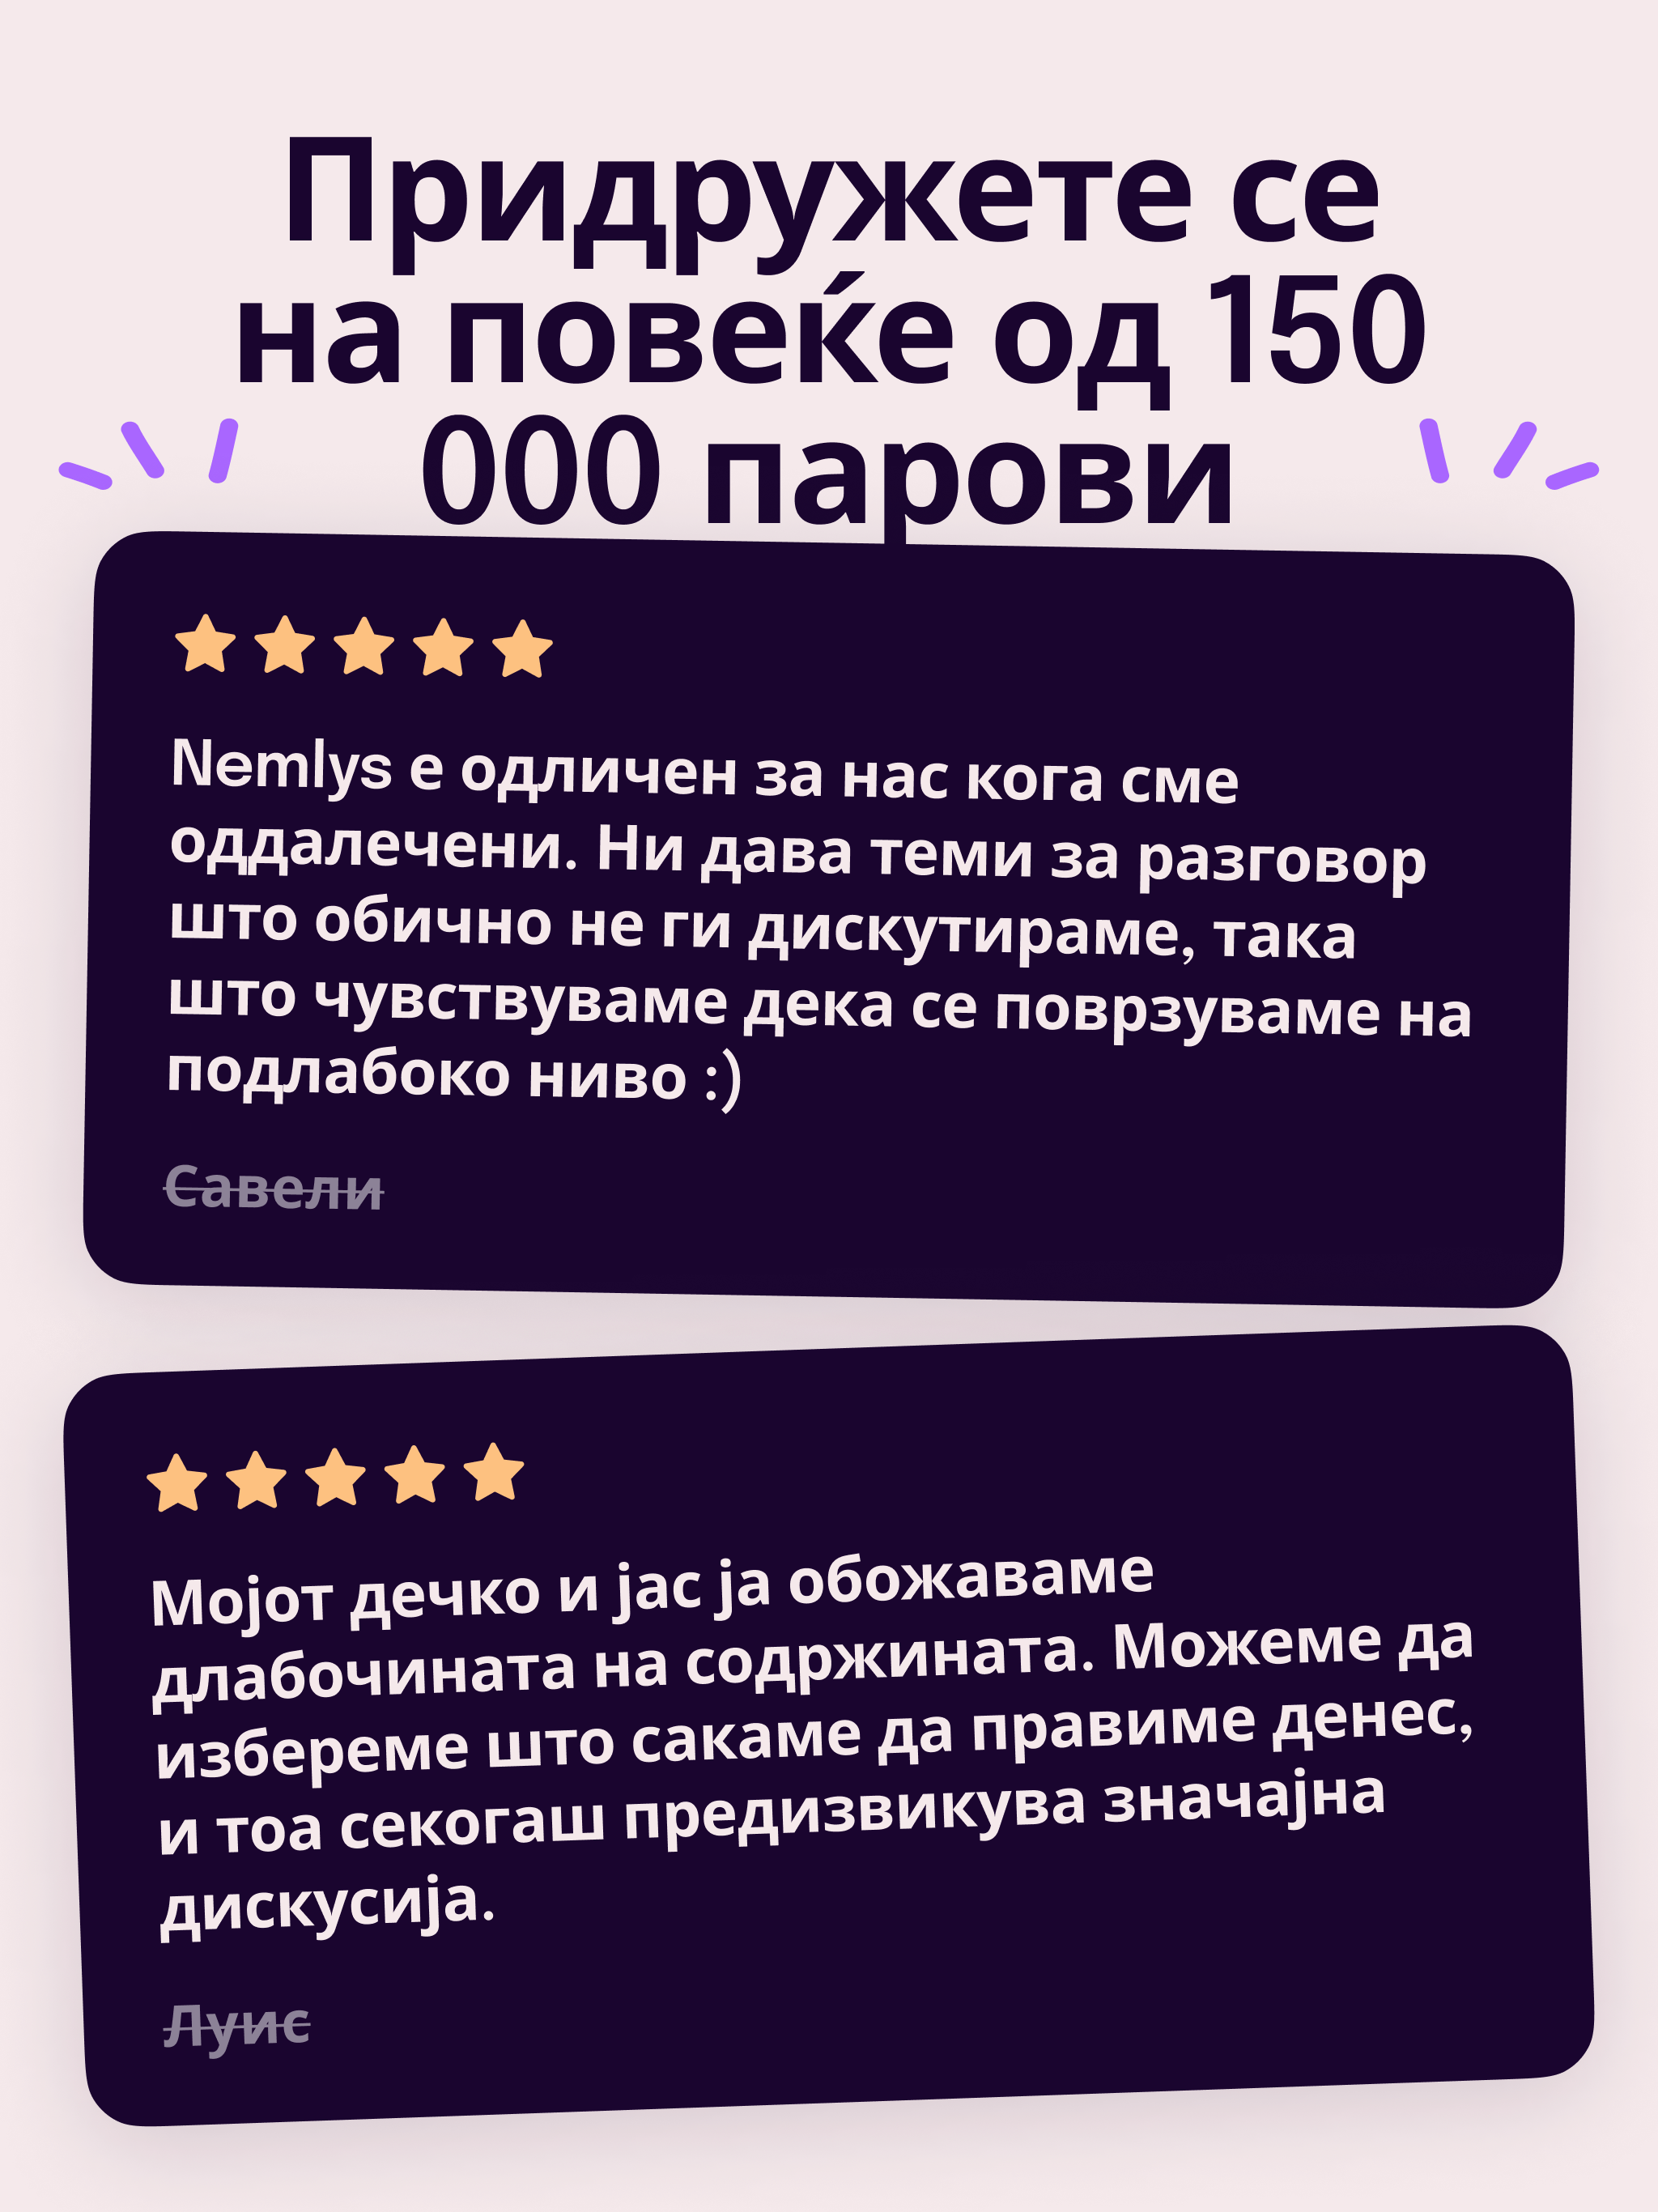 Придружете се
на повеќе од 150
000 парови
Nemlys е одличен за нас кога сме
оддалечени. Ни дава теми за разговор
што обично не ги дискутираме, така
што чувствуваме дека се поврзуваме на
подлабоко ниво :)
Савели
Мојот дечко и јас ја обожаваме
длабочината на содржината. Можеме да
избереме што сакаме да правиме денес,
и тоа секогаш предизвикува значајна
дискусија.
Луис